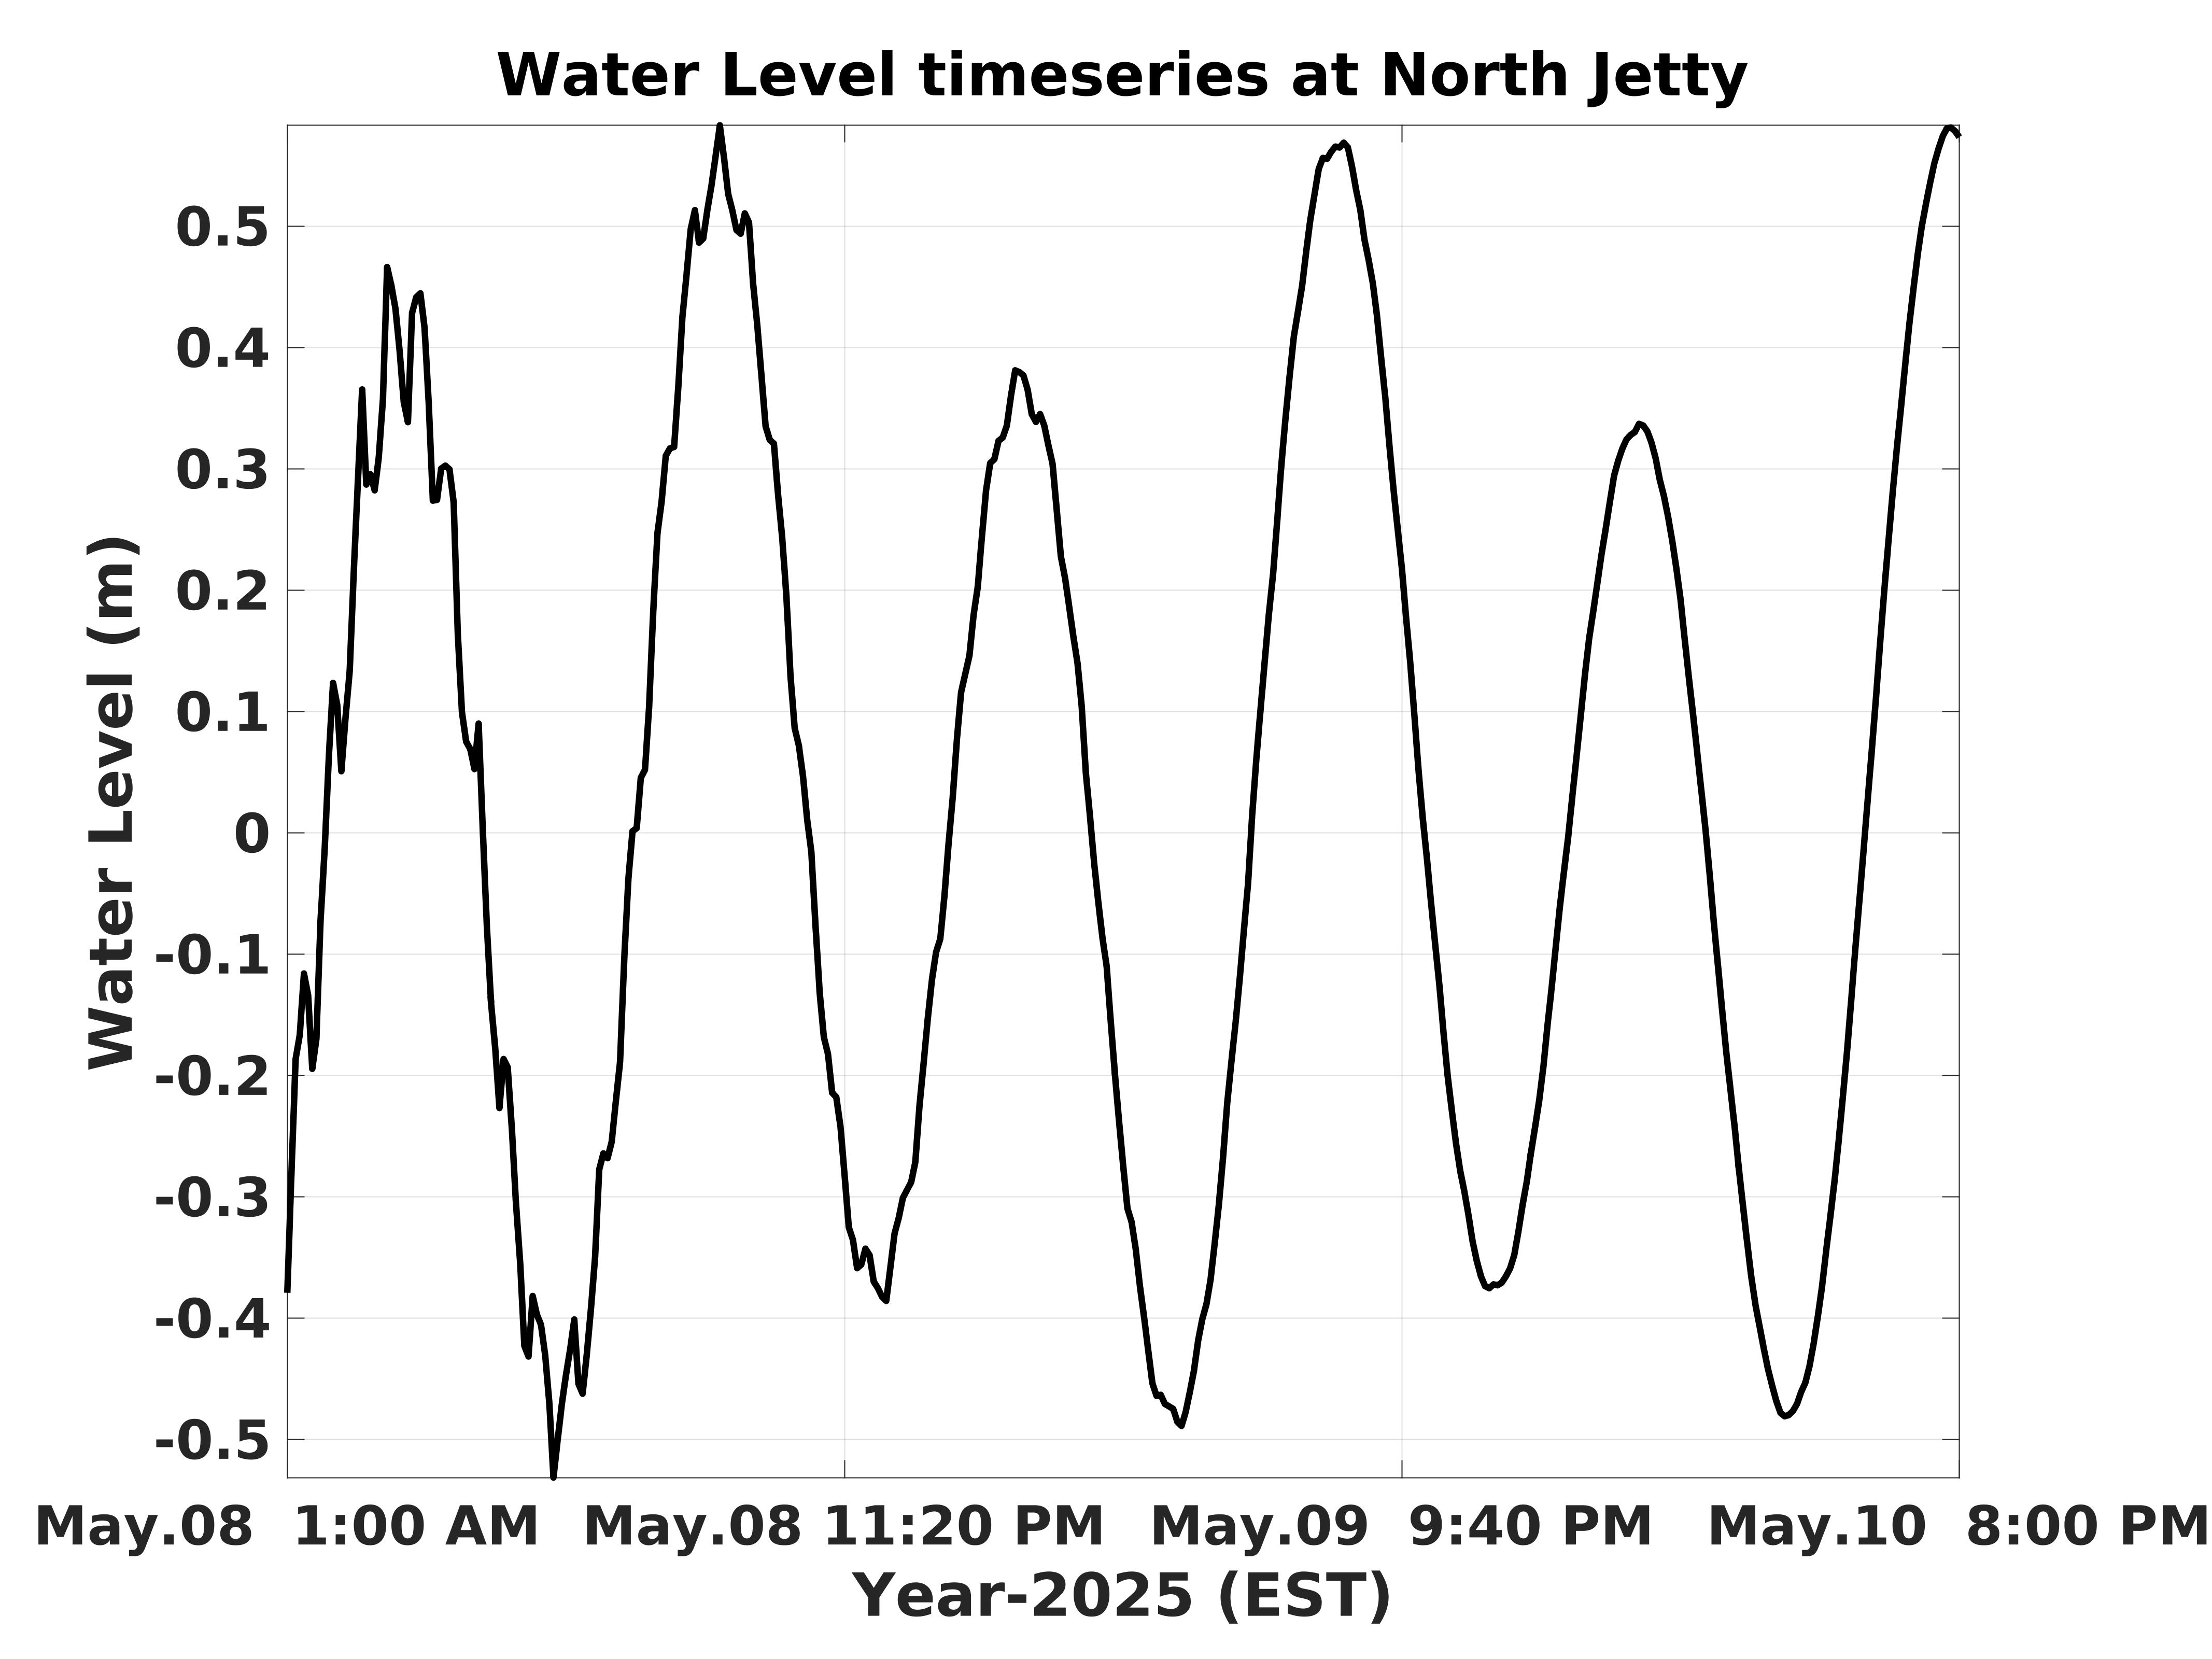 Water Level timeseries at North Jetty
Water Level (m)
0.5
0.4
0.3
0.2
0.1
0
-0.1
-0.2
-0.3
-0.4
-0.5
May.08 1:00 AM May.08 11:20 PM May.09 9:40 PM May.10 8:00 PM
Year-2025 (EST)